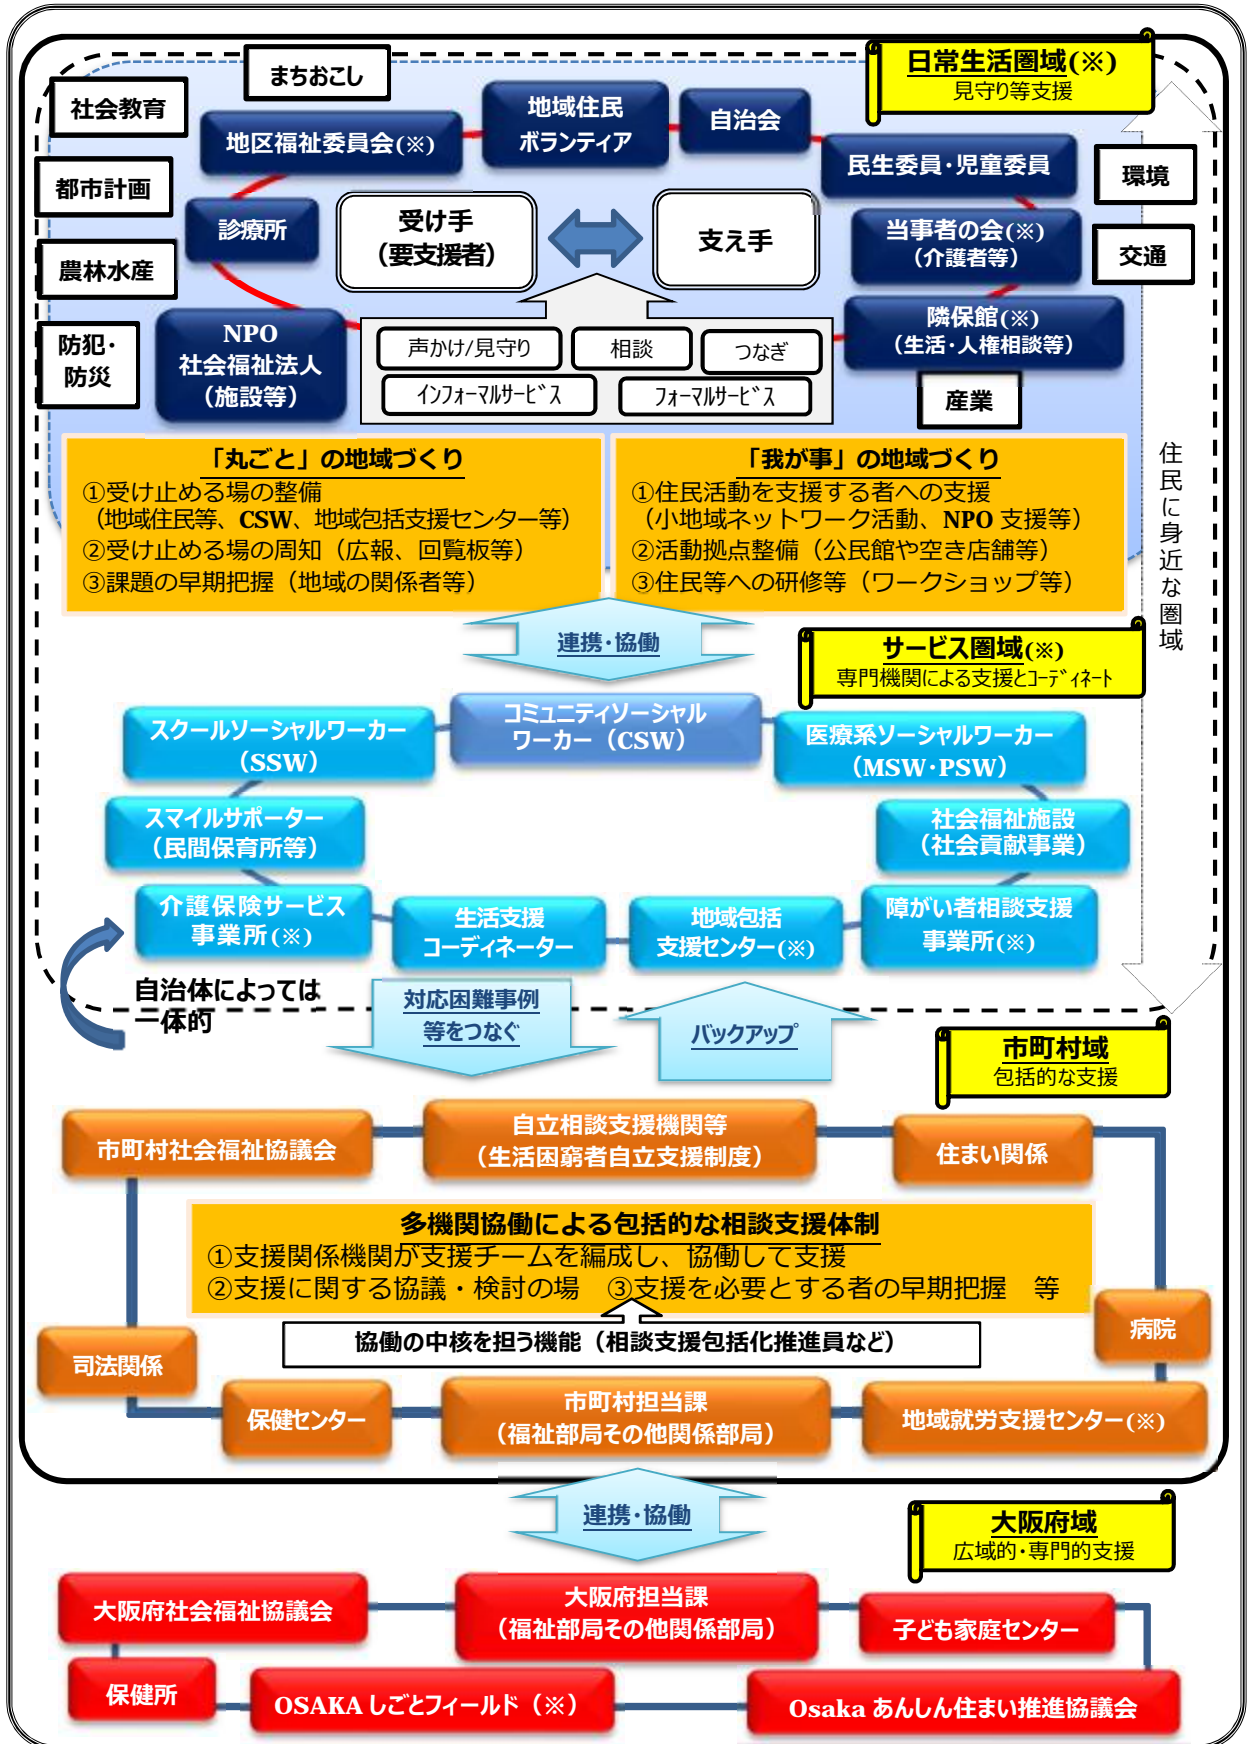 日常生活圏域(※)
見守り等支援
まちおこし
社会教育
地域住民
ボランティア
自治会
地区福祉委員会(※)
民生委員・児童委員
環境
都市計画
診療所
受け手
(要支援者)
支え手
当事者の会(※)
(介護者等)
交通
農林水産
防犯・
防災
NPO
社会福祉法人
(施設等)
声かけ/見守り
相談
つなぎ
インフォーマルサービス
フォーマルサービス
隣保館(※)
(生活・人権相談等)
産業
住民に身近な圏域
「丸ごと」の地域づくり
①受け止める場の整備
(地域住民等、CSW、地域包括支援センター等)
②受け止める場の周知(広報、回覧板等)
③課題の早期把握(地域の関係者等)
「我が事」の地域づくり
①住民活動を支援する者への支援
(小地域ネットワーク活動、NPO 支援等)
②活動拠点整備(公民館や空き店舗等)
③住民等への研修等(ワークショップ等)
連携・協働
サービス圏域(※)
専門機関による支援とコーディネート
スクールソーシャルワーカー
(SSW)
コミュニティソーシャル
ワーカー(CSW)
医療系ソーシャルワーカー
(MSW・PSW)
スマイルサポーター
(民間保育所等)
社会福祉施設
(社会貢献事業)
介護保険サービス
事業所(※)
生活支援
コーディネーター
地域包括
支援センター(※)
障がい者相談支援
事業所(※)
自治体によっては
一体的
対応困難事例
等をつなぐ
バックアップ
市町村域
包括的な支援
市町村社会福祉協議会
自立相談支援機関等
(生活困窮者自立支援制度)
住まい関係
多機関協働による包括的な相談支援体制
①支援関係機関が支援チームを編成し、協働して支援
②支援に関する協議・検討の場 ③支援を必要とする者の早期把握 等
協働の中核を担う機能(相談支援包括化推進員など)
病院
司法関係
保健センター
市町村担当課
(福祉部局その他関係部局)
地域就労支援センター(※)
連携・協働
大阪府域
広域的・専門的支援
大阪府社会福祉協議会
大阪府担当課
(福祉部局その他関係部局)
子ども家庭センター
保健所
OSAKA しごとフィールド(※)
Osaka あんしん住まい推進協議会